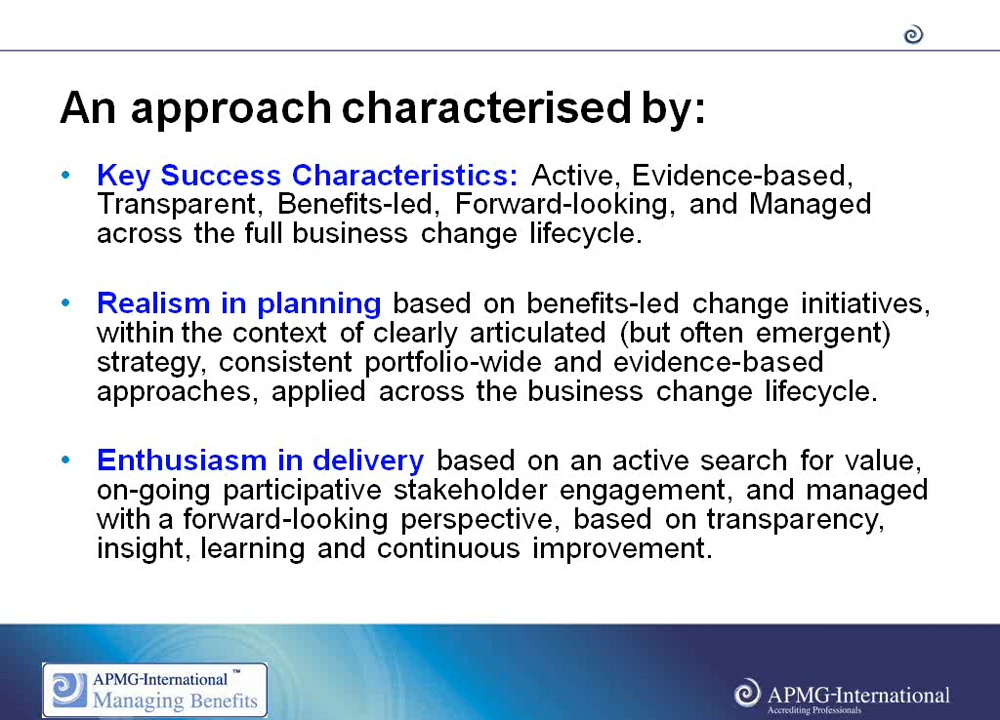 An approach characterised by:
• Key Success Characteristics: Active, Evidence-based,
Transparent, Benefits-led, Forward-looking, and Managed
across the full business change lifecycle.
• Realism in planning based on benefits-led change initiatives,
within the context of clearly articulated (but often emergent)
strategy, consistent portfolio-wide and evidence-based
approaches, applied across the business change lifecycle.
• Enthusiasm in delivery based on an active search for value,
on-going participative stakeholder engagement, and managed
with a forward-looking perspective, based on transparency,
insight, learning and continuous improvement.
APMG-International™
Managing Benefits
APMG-International
Accrediting Professionals